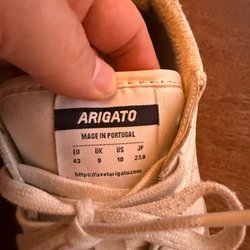 ARIGATO
MADE IN PORTUGAL
EU UK US JP
43 9 10 27.5
https://axelarigato.com